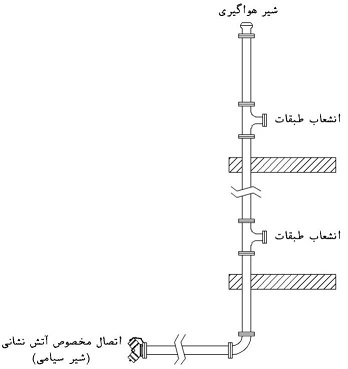 شیر هواگیری
انشعاب طبقات
انشعاب طبقات
اتصال مخصوص آتش نشانی
(شیر سیامی)